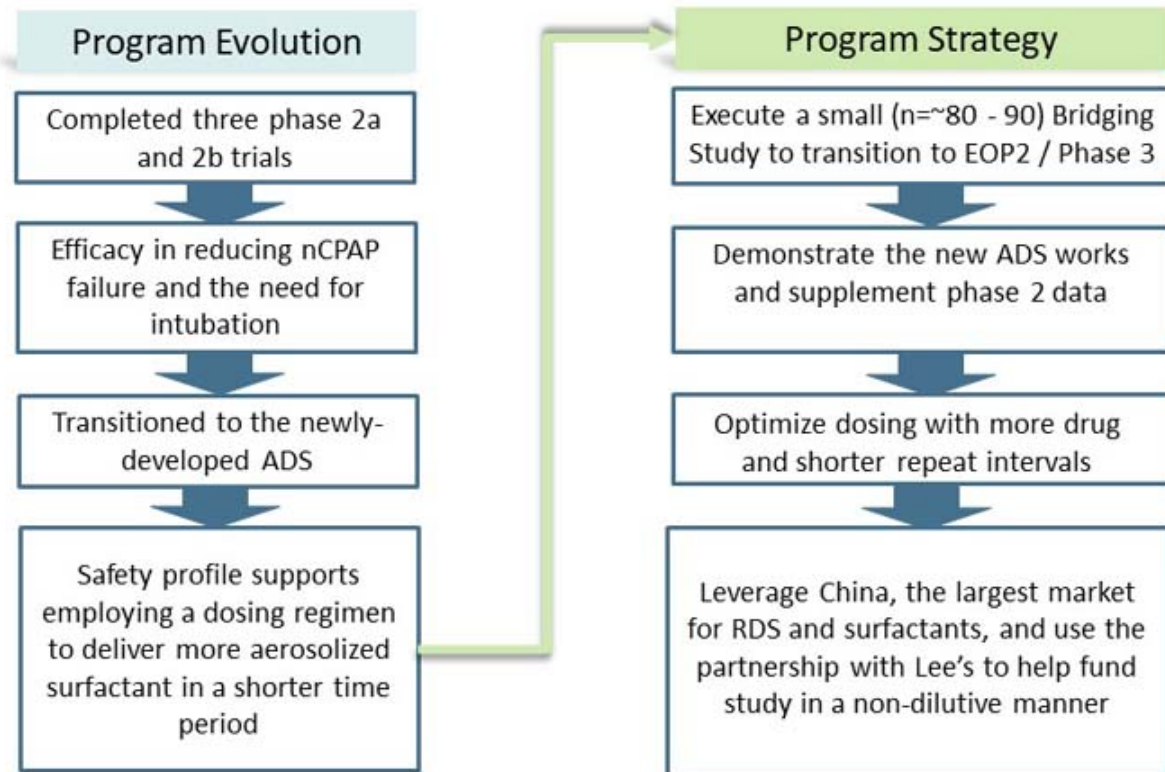 Program Evolution
Completed three phase 2a
and 2b trials
Efficacy in reducing nCPAP
failure and the need for
intubation
Transitioned to the newly-
developed ADS
Safety profile supports
employing a dosing regimen
to deliver more aerosolized
surfactant in a shorter time
period
Program Strategy
Execute a small (n=~80 - 90) Bridging
Study to transition to EOP2 / Phase 3
Demonstrate the new ADS works
and supplement phase 2 data
Optimize dosing with more drug
and shorter repeat intervals
Leverage China, the largest market
for RDS and surfactants, and use the
partnership with Lee's to help fund
study in a non-dilutive manner